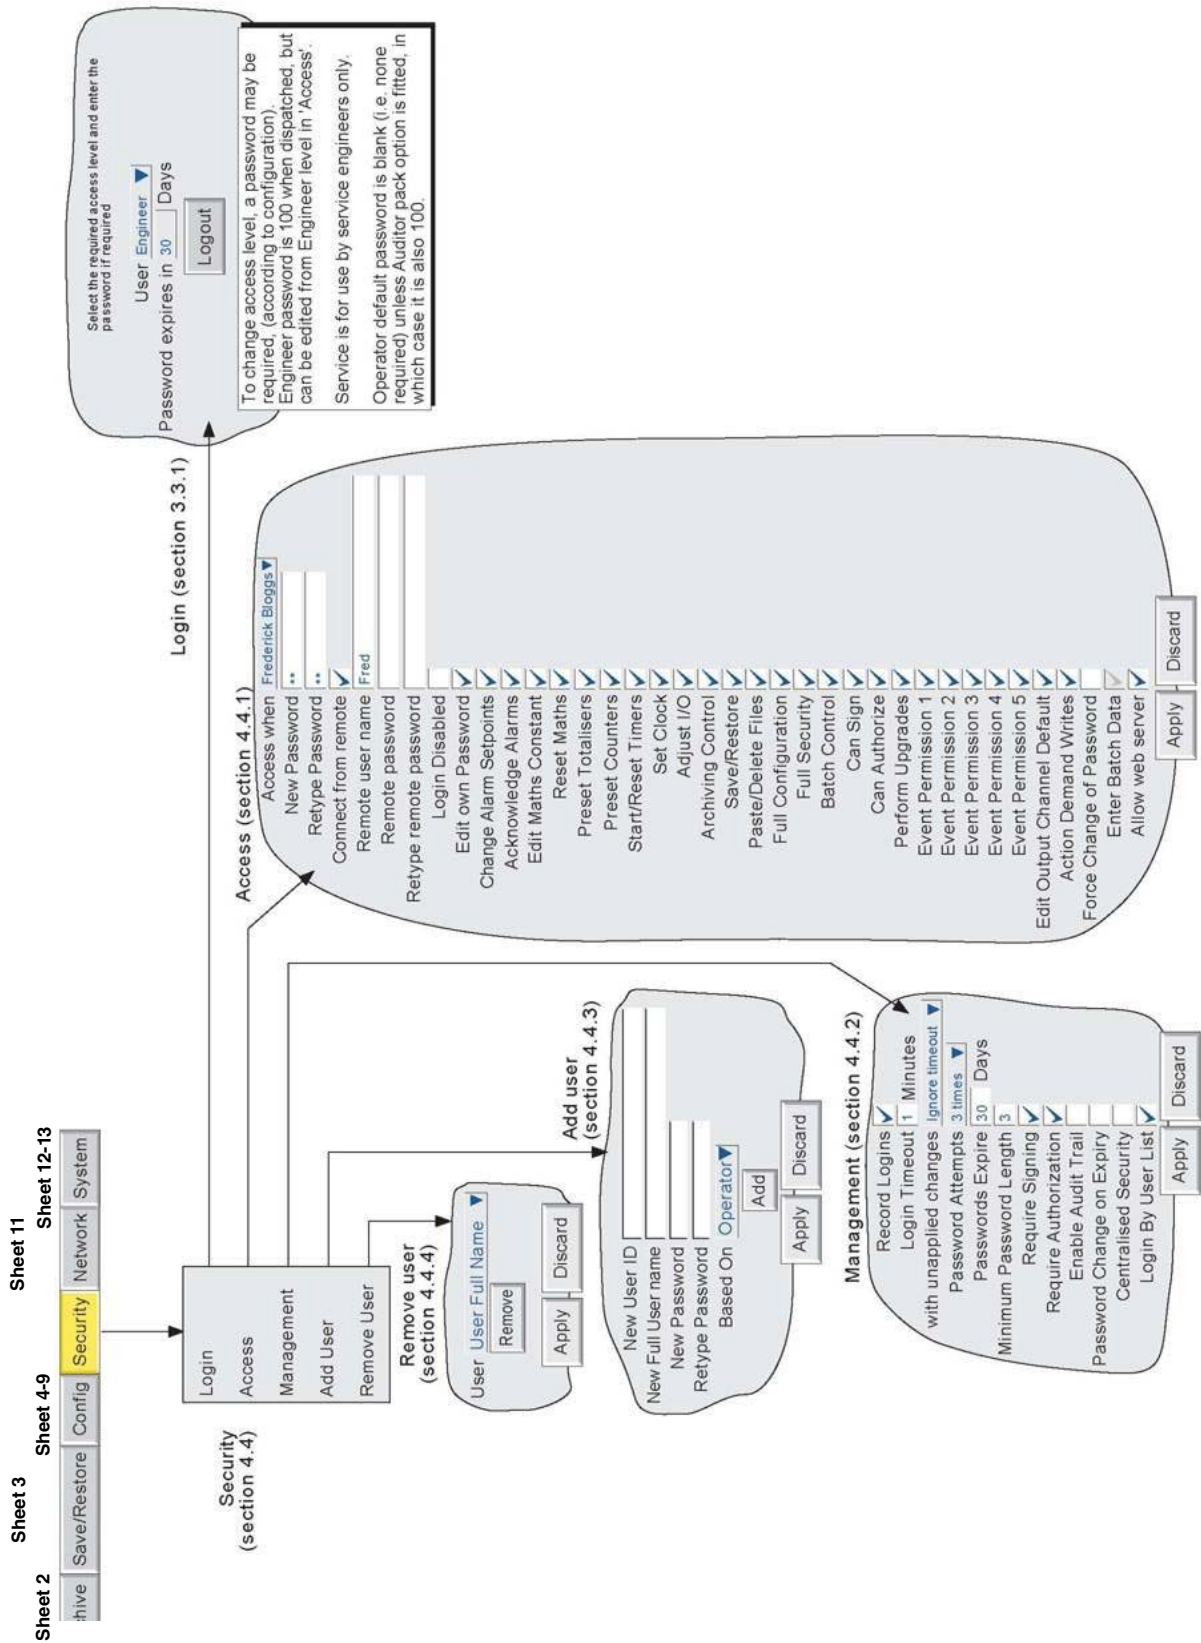 Sheet 2
Sheet 3
Sheet 4-9
Sheet 11
Sheet 12-13
hive
Save/Restore
Config
Security
Network
System
Security
(section 4.4)
Login
Access
Management
Add User
Remove User
Login (section 3.3.1)
Select the required access level and enter the
password if required
User Engineer
Password expires in 30 Days
Logout
To change access level, a password may be
required, (according to configuration).
Engineer password is 100 when dispatched, but
can be edited from Engineer level in 'Access'.
Service is for use by service engineers only.
Operator default password is blank (i.e. none
required) unless Auditor pack option is fitted, in
which case it is also 100.
Access (section 4.4.1)
Access when Frederick Bloggs
New Password **
Retype Password **
Connect from remote
Remote user name Fred
Remote password
Retype remote password
Login Disabled
Edit own Password
Change Alarm Setpoints
Acknowledge Alarms
Edit Maths Constant
Reset Maths
Preset Totalisers
Preset Counters
Start/Reset Timers
Set Clock
Adjust I/O
Archiving Control
Save/Restore
Paste/Delete Files
Full Configuration
Full Security
Batch Control
Can Sign
Can Authorize
Perform Upgrades
Event Permission 1
Event Permission 2
Event Permission 3
Event Permission 4
Event Permission 5
Edit Output Channel Default
Action Demand Writes
Force Change of Password
Enter Batch Data
Allow web server
Apply
Discard
Remove user
(section 4.4.4)
User User Full Name
Remove
Apply
Discard
Add user
(section 4.4.3)
New User ID
New Full User name
New Password
Retype Password
Based On Operator
Add
Apply
Discard
Management (section 4.4.2)
Record Logins
Login Timeout 1 Minutes
with unapplied changes Ignore timeout
Password Attempts 3 times
Passwords Expire 30 Days
Minimum Password Length 3
Require Signing
Require Authorization
Enable Audit Trail
Password Change on Expiry
Centralised Security
Login By User List
Apply
Discard